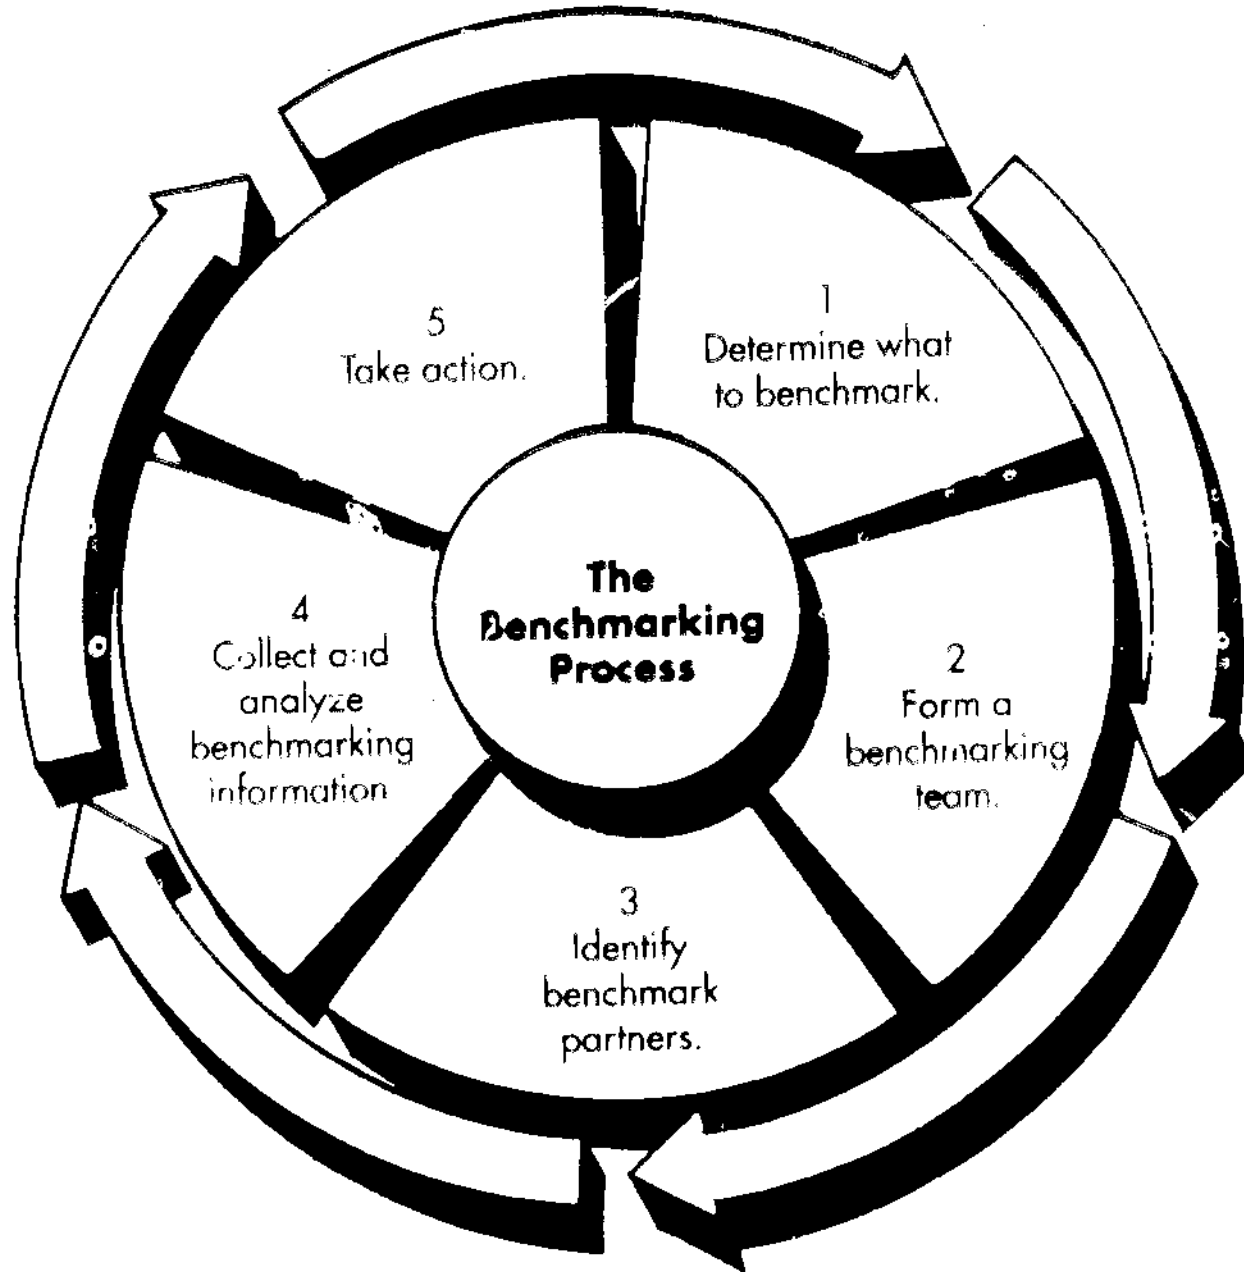 The
Benchmarking
Process
1
Determine what
to benchmark.
2
Form a
benchmarking
team.
3
Identify
benchmark
partners.
4
Collect and
analyze
benchmarking
information
5
Take action.